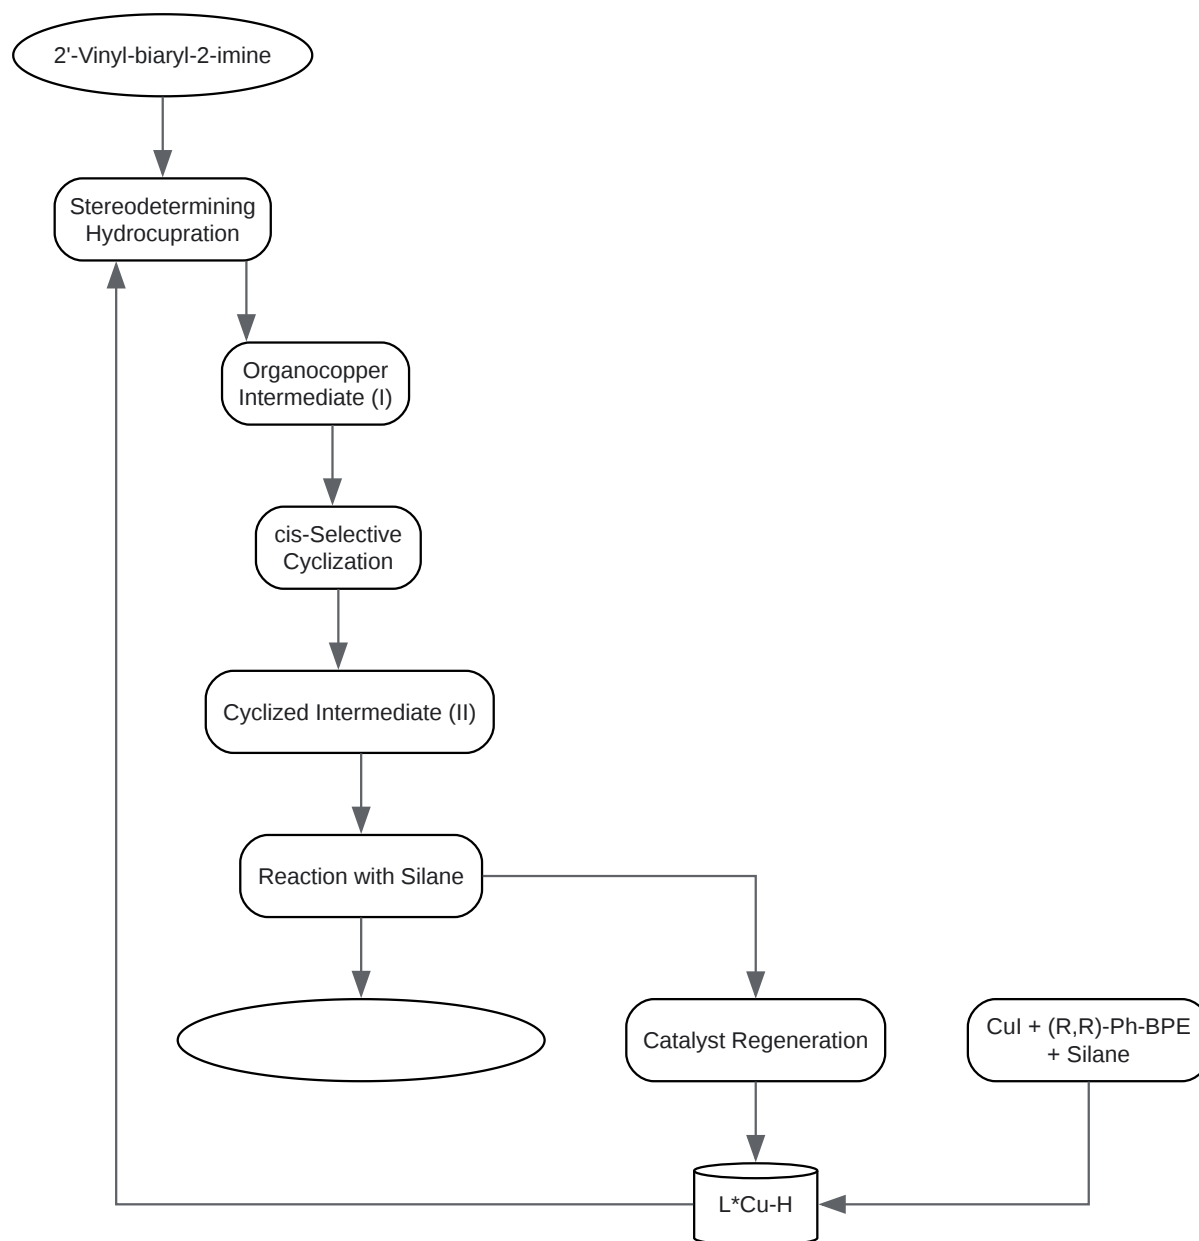 2'-Vinyl-biaryl-2-imine
Stereodetermining
Hydrocupration
Organocopper
Intermediate (I)
cis-Selective
Cyclization
Cyclized Intermediate (II)
Reaction with Silane
Catalyst Regeneration
CuI + (R,R)-Ph-BPE
+ Silane
L*Cu-H